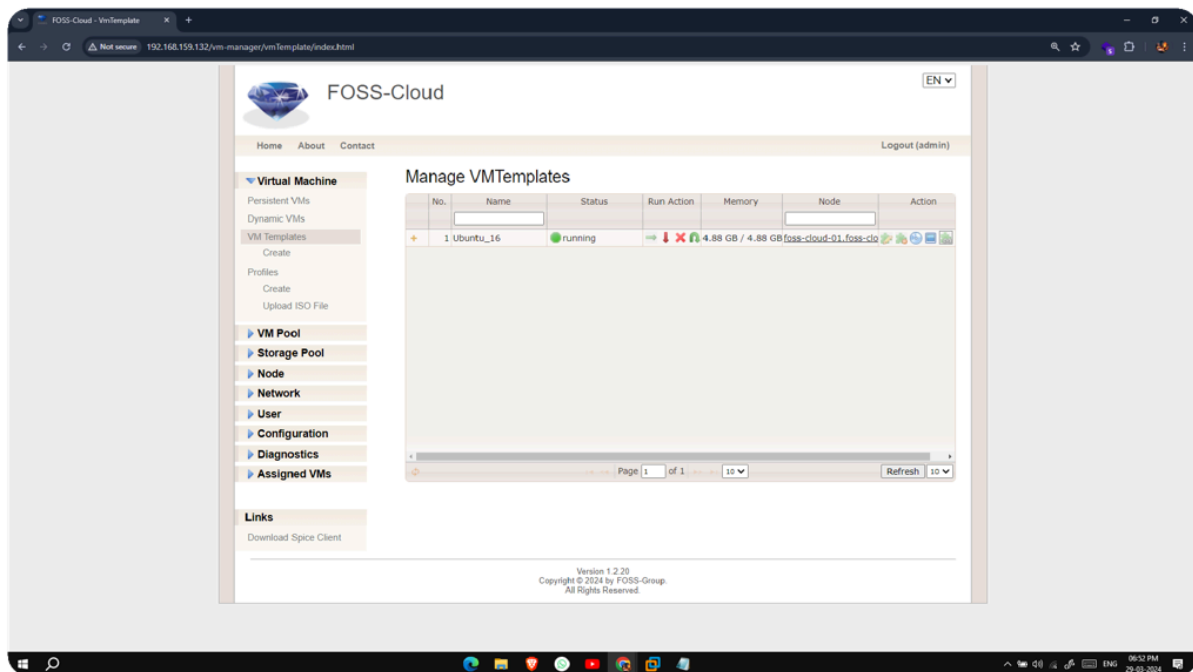 FOSS-Cloud - VmTemplate
Not secure 192.168.159.132/vm-manager/vmTemplate/index.html
FOSS-Cloud
EN
Home About Contact Logout (admin)
Virtual Machine
Persistent VMs
Dynamic VMs
VM Templates
Create
Profiles
Create
Upload ISO File
VM Pool
Storage Pool
Node
Network
User
Configuration
Diagnostics
Assigned VMs
Links
Download Spice Client
Manage VMTemplates
No. Name Status Run Action Memory Node Action
1 Ubuntu_16 running 4.88 GB / 4.88 GB foss-cloud-01.foss-clo
Page 1 of 1 10 Refresh 10
Version 1.2.20
Copyright © 2024 by FOSS-Group.
All Rights Reserved.
ENG 06:52 PM
29-03-2024